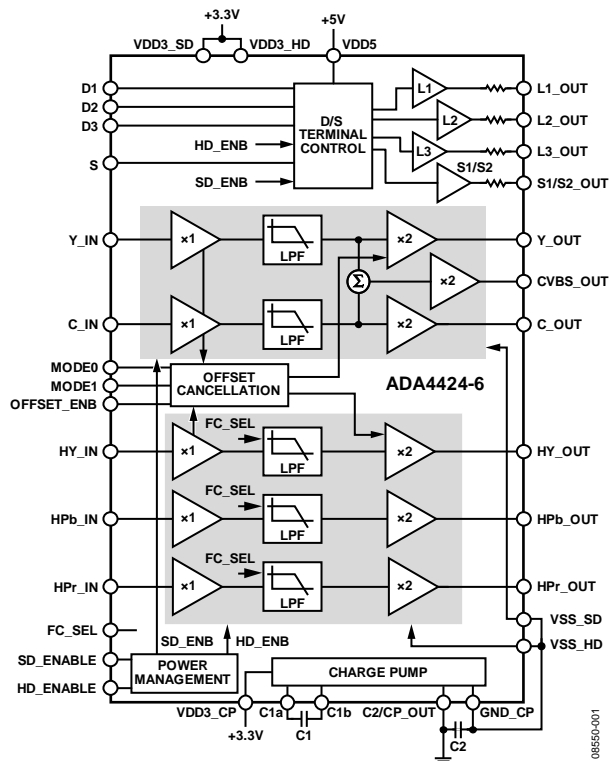 +3.3V
+5V
VDD3_SD
VDD3_HD
VDD5
D1
D2
D3
HD_ENB
S
SD_ENB
D/S
TERMINAL
CONTROL
L1
L2
L3
S1/S2
L1_OUT
L2_OUT
L3_OUT
S1/S2_OUT
Y_IN
×1
LPF
×2
Y_OUT
Σ
×2
CVBS_OUT
C_IN
×1
LPF
×2
C_OUT
MODE0
MODE1
OFFSET_ENB
OFFSET
CANCELLATION
ADA4424-6
HY_IN
×1
FC_SEL
LPF
×2
HY_OUT
HPb_IN
×1
FC_SEL
LPF
×2
HPb_OUT
HPr_IN
×1
FC_SEL
LPF
×2
HPr_OUT
FC_SEL
SD_ENB
HD_ENB
VSS_SD
VSS_HD
SD_ENABLE
HD_ENABLE
POWER
MANAGEMENT
CHARGE PUMP
VDD3_CP
C1a
C1b
C2/CP_OUT
GND_CP
+3.3V
C1
C2
08550-001